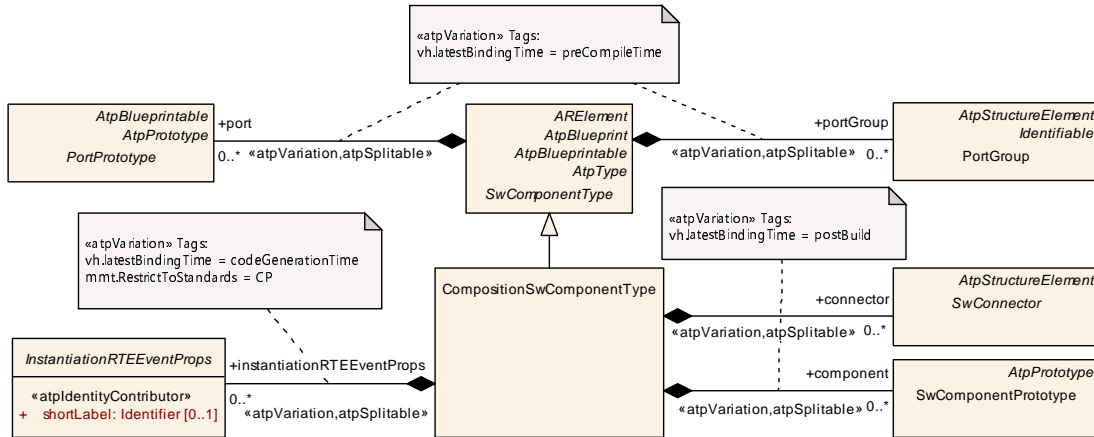 «atpVariation» Tags:
vh.latestBindingTime = preCompileTime
AtpBlueprintable
AtpPrototype
PortPrototype
+port
0..*
«atpVariation,atpSplitable»
ARElement
AtpBlueprint
AtpBlueprintable
AtpType
SwComponentType
+portGroup
«atpVariation,atpSplitable»
0..*
AtpStructureElement
Identifiable
PortGroup
«atpVariation» Tags:
vh.latestBindingTime = codeGenerationTime
mmt.RestrictToStandards = CP
«atpVariation» Tags:
vh.latestBindingTime = postBuild
CompositionSwComponentType
+connector
«atpVariation,atpSplitable»
0..*
AtpStructureElement
SwConnector
InstantiationRTEEventProps
«atpIdentityContributor»
+ shortLabel: Identifier [0..1]
+instantiationRTEEventProps
0..*
«atpVariation,atpSplitable»
+component
«atpVariation,atpSplitable»
0..*
AtpPrototype
SwComponentPrototype